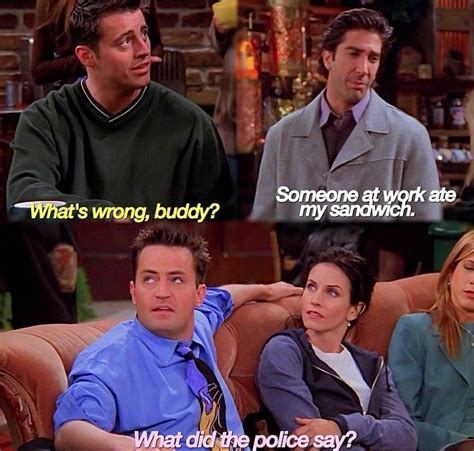 What's wrong, buddy?
Someone at work ate
my sandwich.
What did the police say?